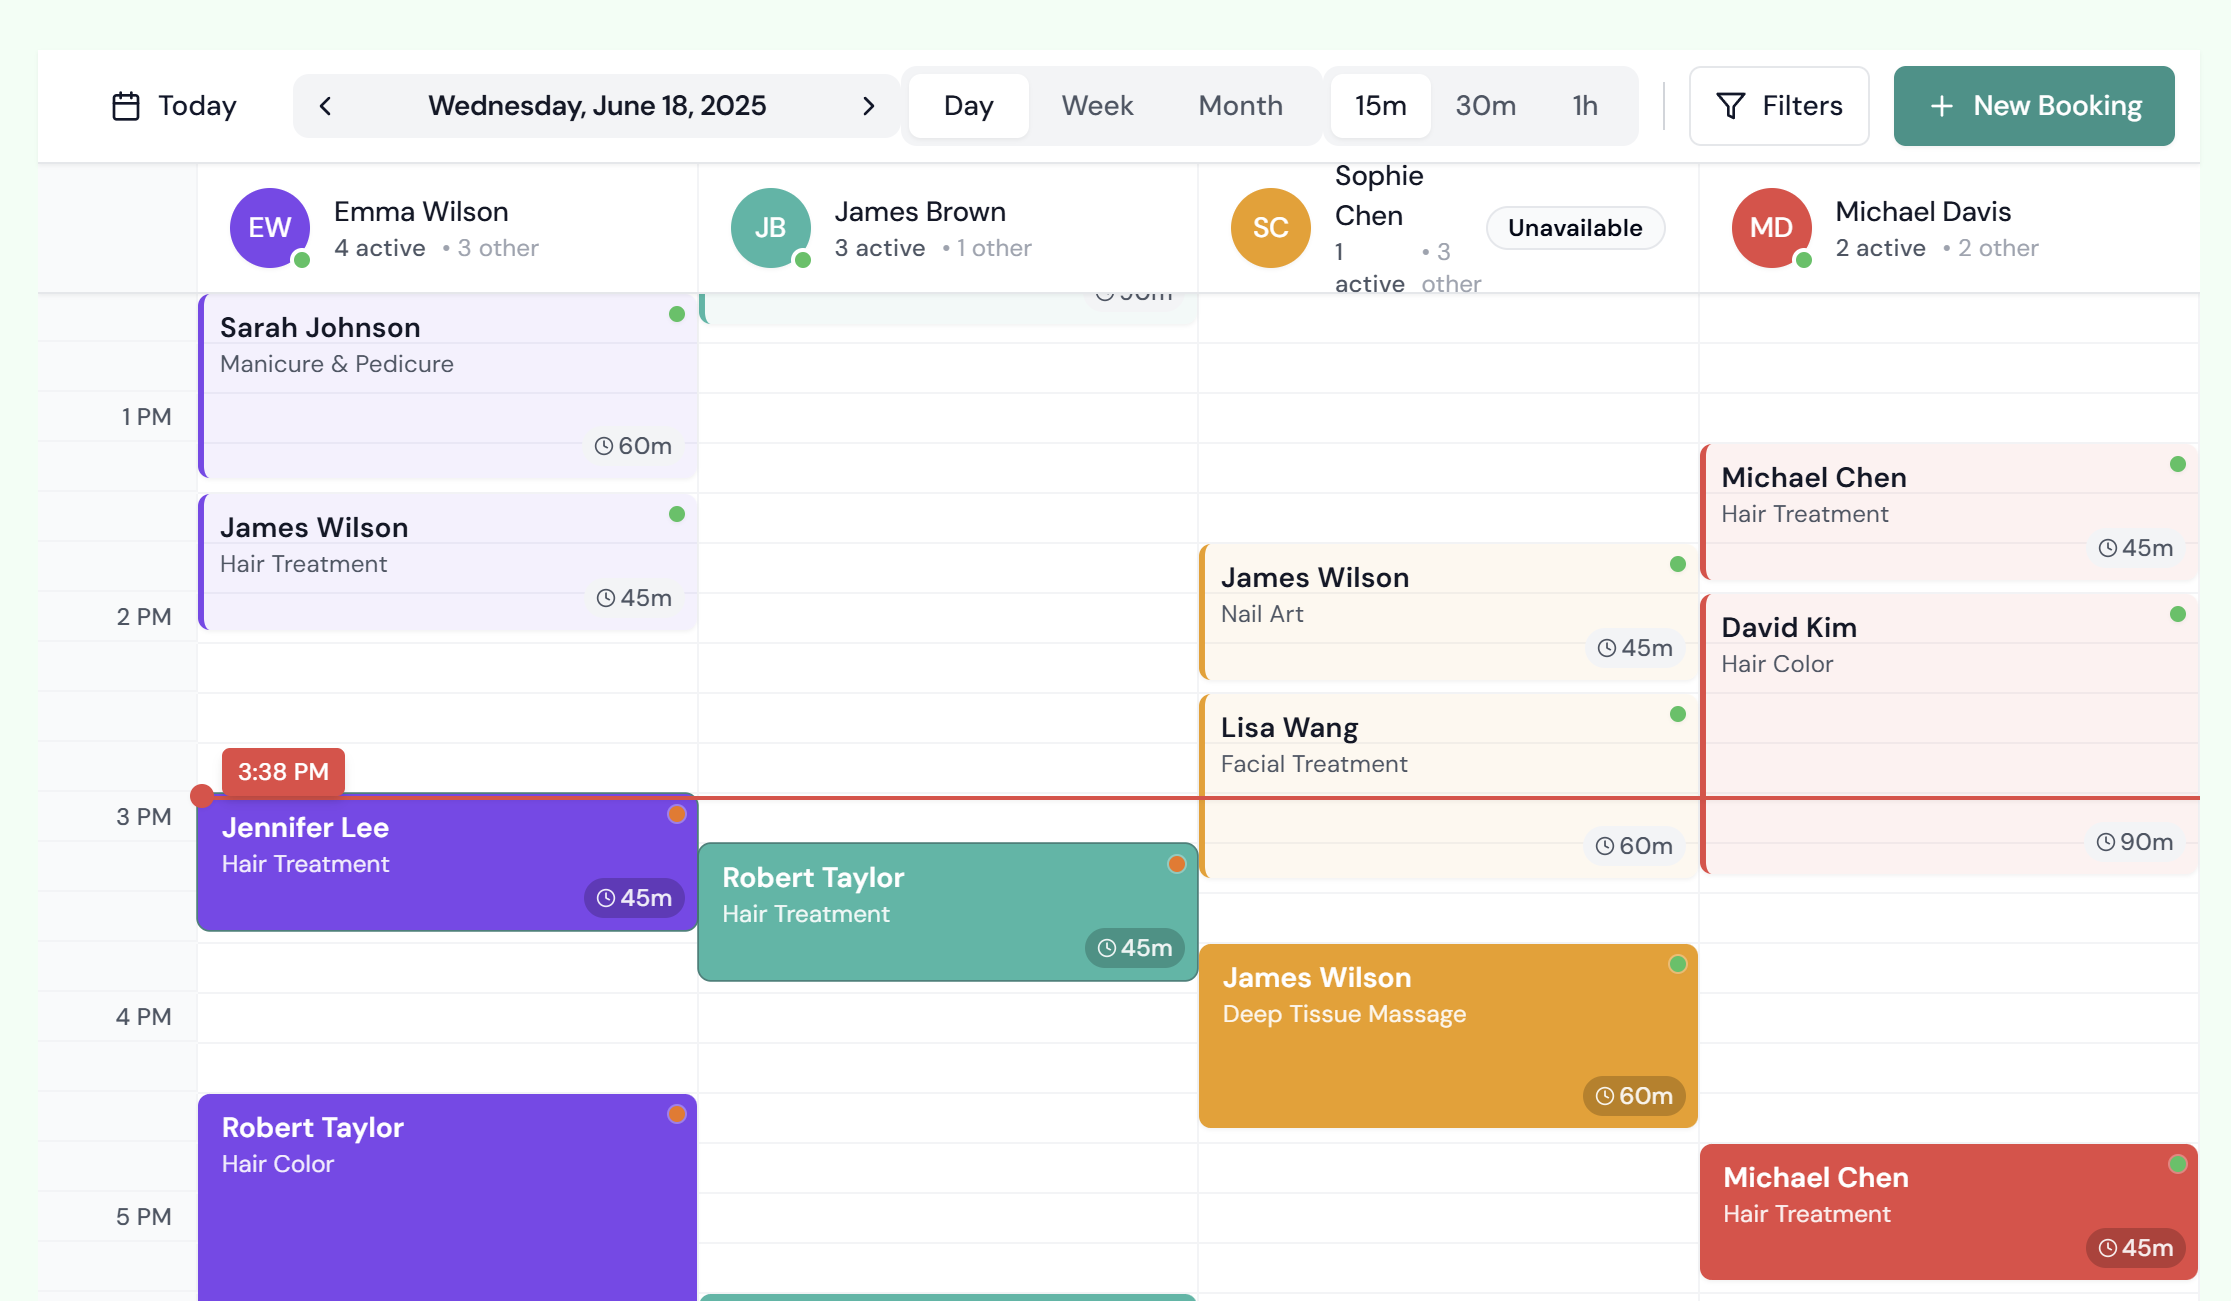 Today
Wednesday, June 18, 2025
Day Week Month
15m 30m 1h
Filters
New Booking
EW
Emma Wilson
4 active • 3 other
JB
James Brown
3 active • 1 other
SC
Sophie
Chen
1 • 3
active other
Unavailable
MD
Michael Davis
2 active • 2 other
1 PM
2 PM
3 PM
4 PM
5 PM
Sarah Johnson
Manicure & Pedicure
60m
James Wilson
Hair Treatment
45m
3:38 PM
Jennifer Lee
Hair Treatment
45m
Robert Taylor
Hair Color
90m
Robert Taylor
Hair Treatment
45m
James Wilson
Nail Art
45m
Lisa Wang
Facial Treatment
60m
James Wilson
Deep Tissue Massage
60m
Michael Chen
Hair Treatment
45m
David Kim
Hair Color
90m
Michael Chen
Hair Treatment
45m